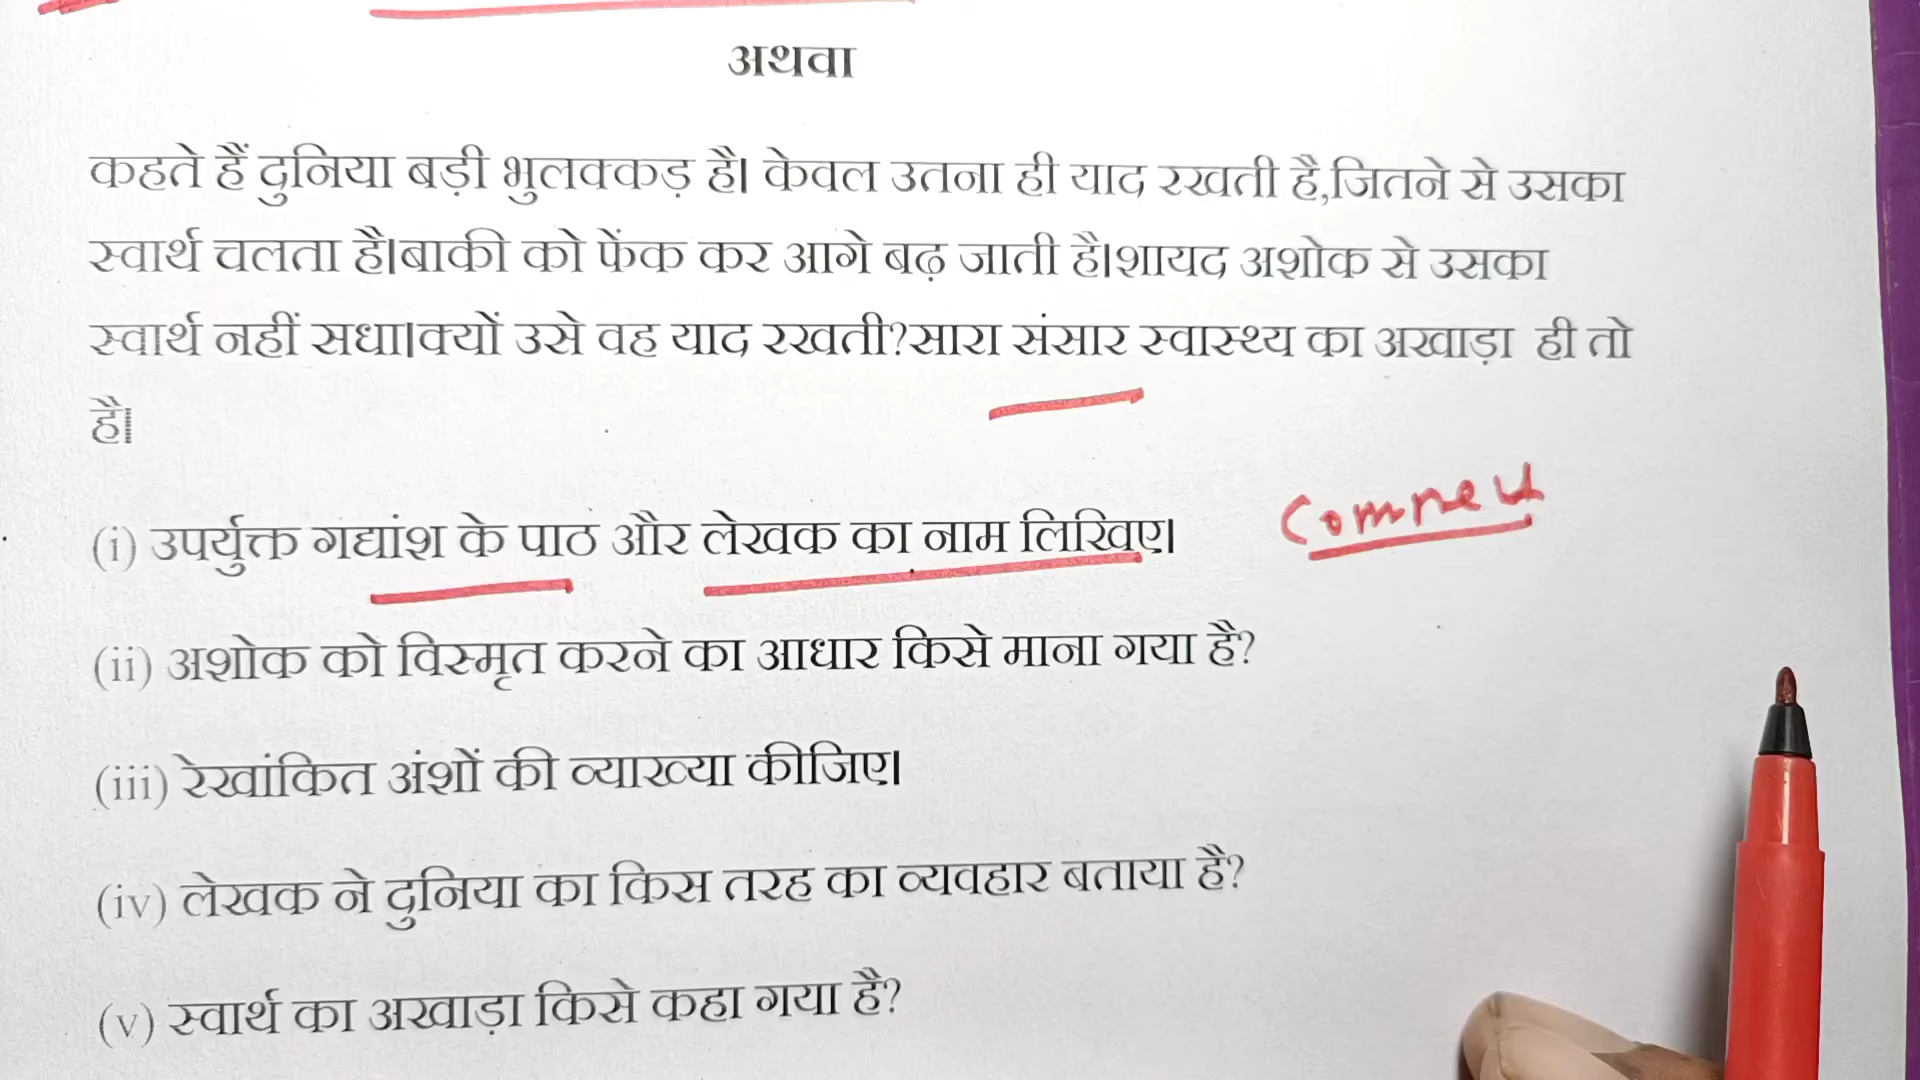 अथवा
कहते हैं दुनिया बड़ी भुलक्कड़ है। केवल उतना ही याद रखती है,जितने से उसका
स्वार्थ चलता है।बाकी को फेंक कर आगे बढ़ जाती है।शायद अशोक से उसका
स्वार्थ नहीं सधा।क्यों उसे वह याद रखती?सारा संसार स्वास्थ्य का अखाड़ा ही तो
है।
(i) उपर्युक्त गद्यांश के पाठ और लेखक का नाम लिखिए।
(ii) अशोक को विस्मृत करने का आधार किसे माना गया है?
(iii) रेखांकित अंशों की व्याख्या कीजिए।
(iv) लेखक ने दुनिया का किस तरह का व्यवहार बताया है?
(v) स्वार्थ का अखाड़ा किसे कहा गया है?